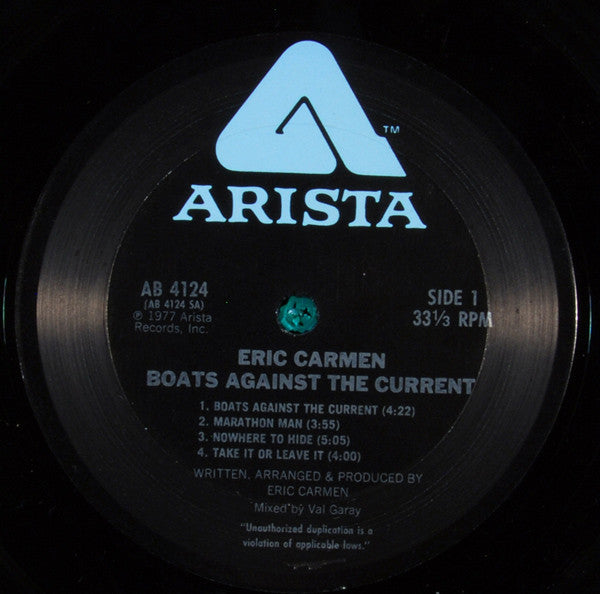 TM
ARISTA
AB 4124
(AB 4124 SA)
℗ 1977 Arista
Records, Inc.
SIDE 1
33⅓ RPM
ERIC CARMEN
BOATS AGAINST THE CURRENT
1. BOATS AGAINST THE CURRENT (4:22)
2. MARATHON MAN (3:55)
3. NOWHERE TO HIDE (5:05)
4. TAKE IT OR LEAVE IT (4:00)
WRITTEN, ARRANGED & PRODUCED BY
ERIC CARMEN
Mixed by Val Garay
"Unauthorized duplication is a
violation of applicable laws."